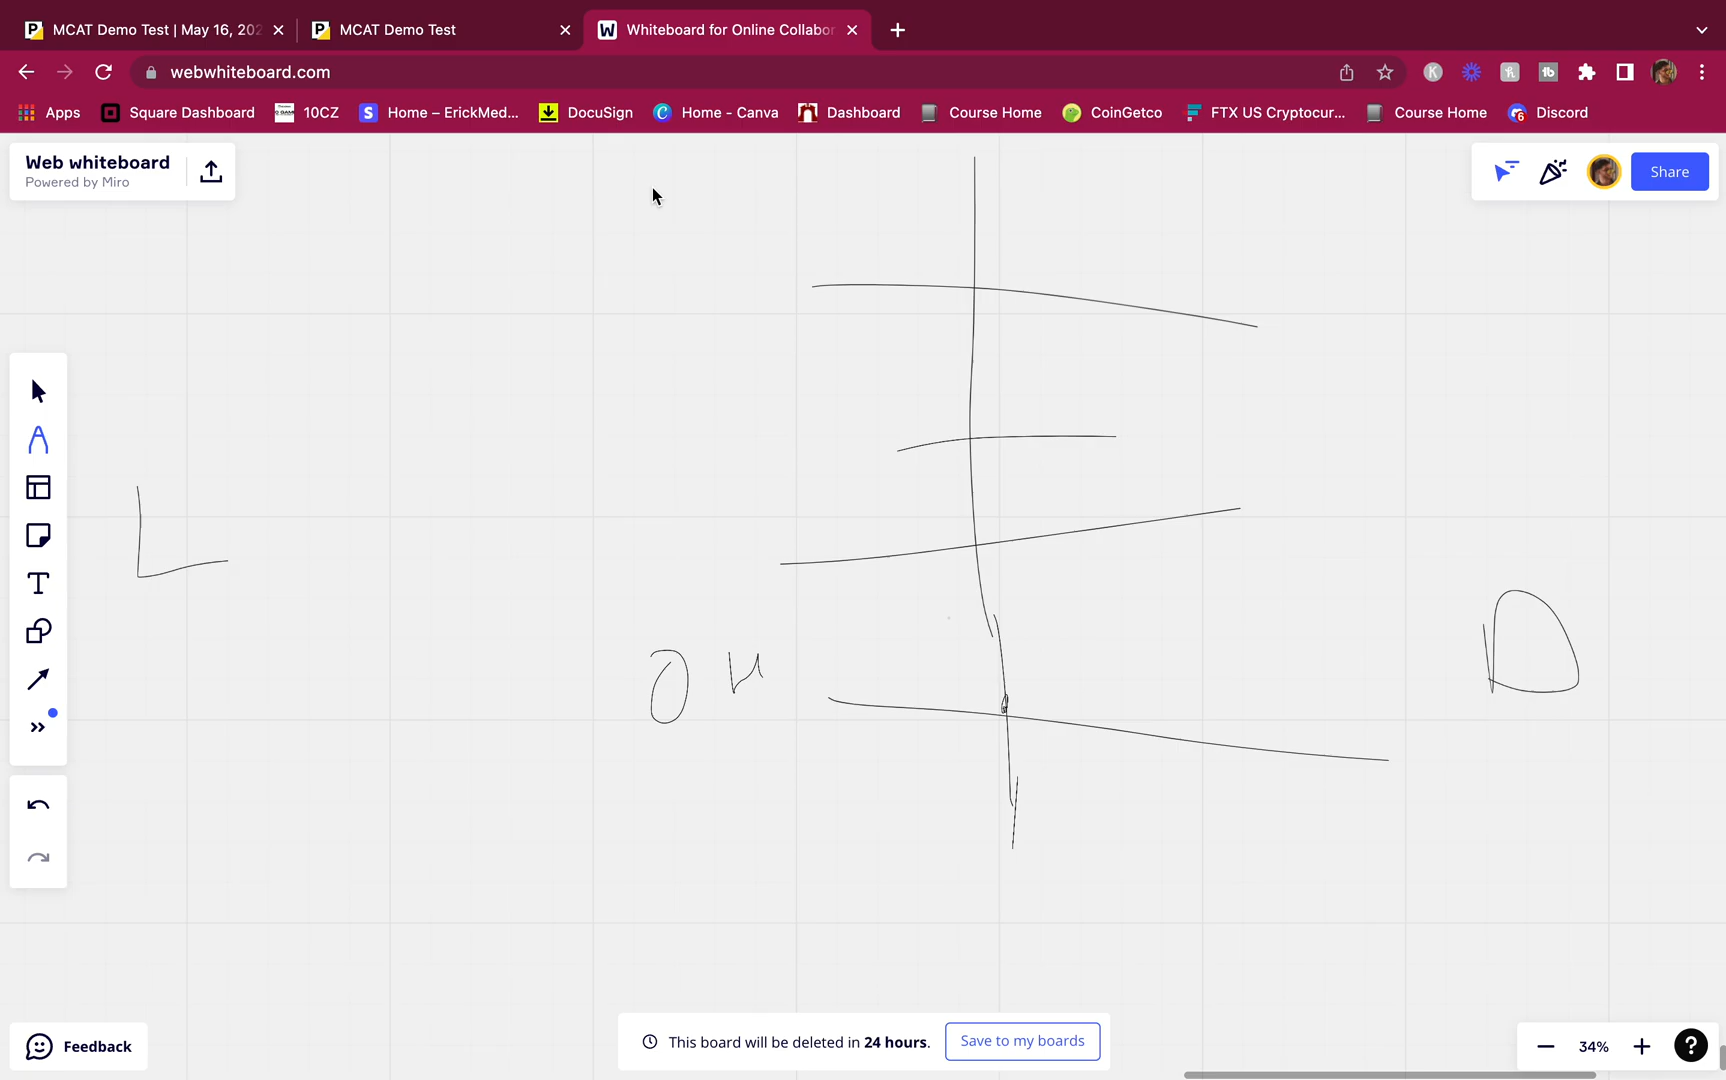 MCAT Demo Test | May 16, 202
MCAT Demo Test
Whiteboard for Online Collabor
webwhiteboard.com
Apps
Square Dashboard
10CZ
Home – ErickMed...
DocuSign
Home - Canva
Dashboard
Course Home
CoinGetco
FTX US Cryptocur...
Course Home
Discord
Web whiteboard
Powered by Miro
Share
L
OH
D
Feedback
This board will be deleted in 24 hours.
Save to my boards
34%